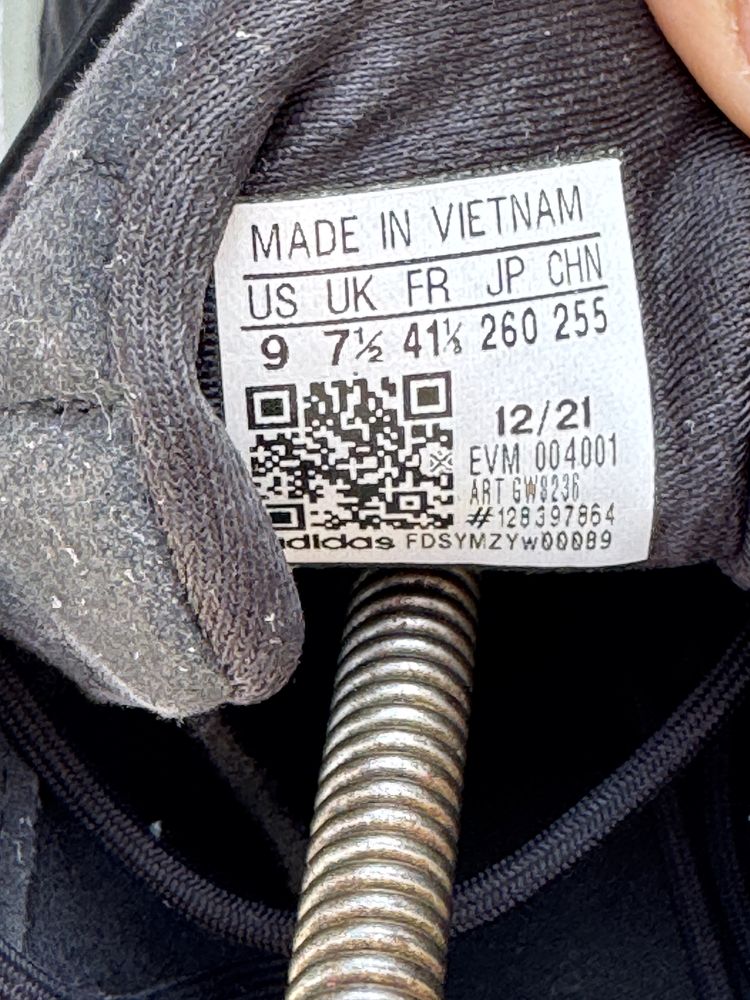 MADE IN VIETNAM
US UK FR JP CHN
9 7½ 41⅓ 260 255
12/21
EVM 004001
ART GW8236
#128397864
adidas FDSYMZYW00089